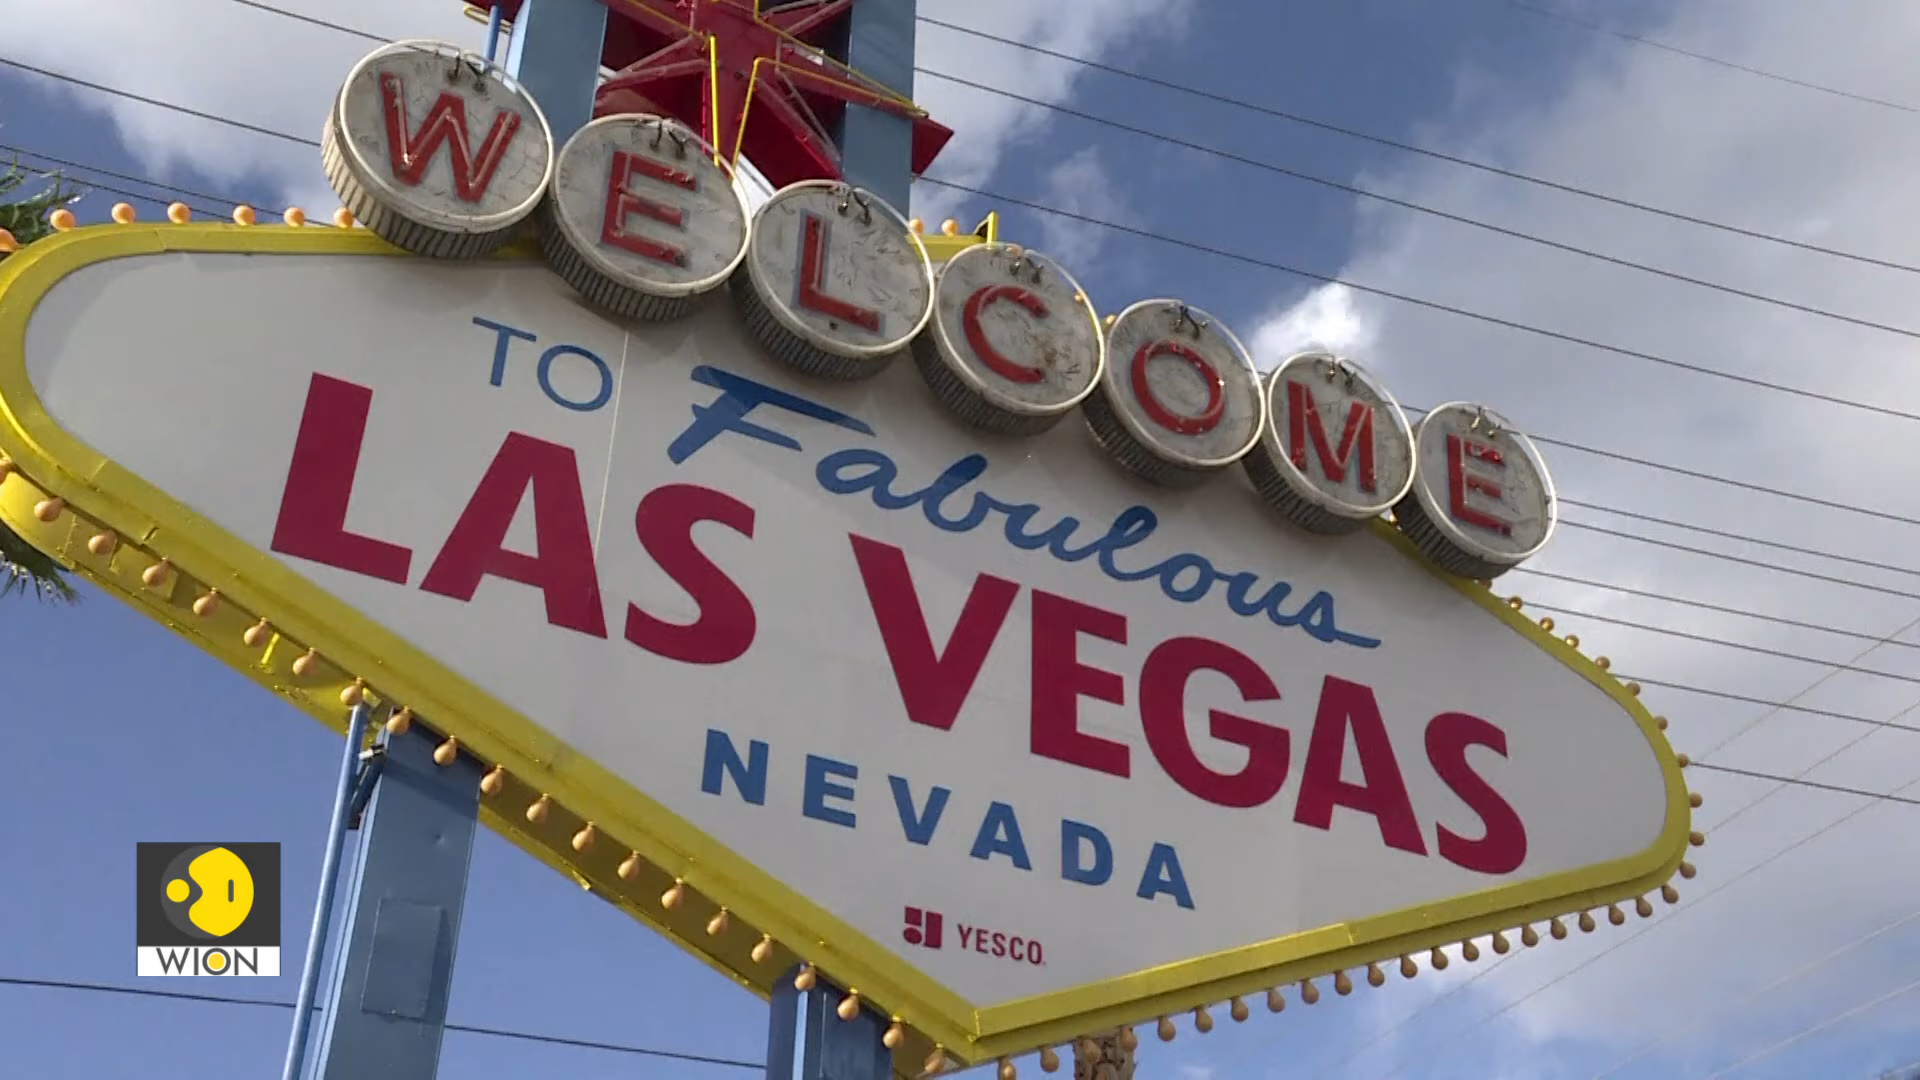 WELCOME
TO Fabulous
LAS VEGAS
NEVADA
YESCO
WION